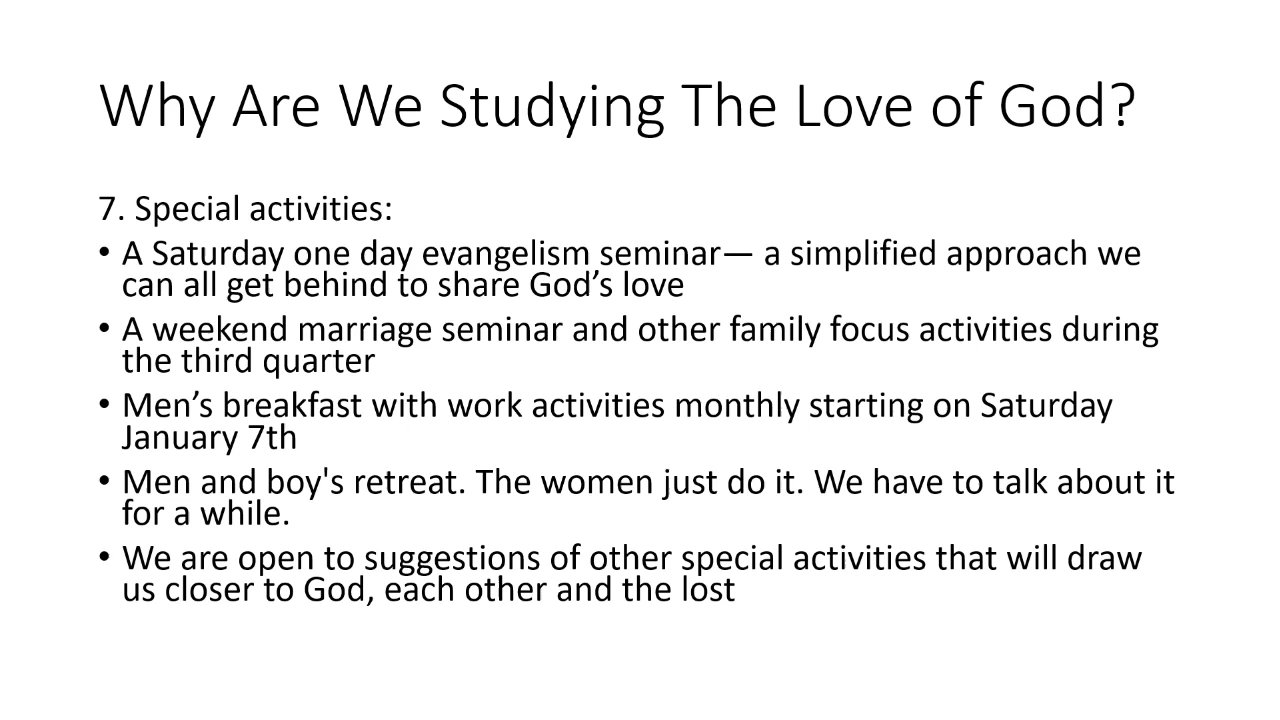 Why Are We Studying The Love of God?
7. Special activities:
• A Saturday one day evangelism seminar— a simplified approach we
can all get behind to share God’s love
• A weekend marriage seminar and other family focus activities during
the third quarter
• Men’s breakfast with work activities monthly starting on Saturday
January 7th
• Men and boy's retreat. The women just do it. We have to talk about it
for a while.
• We are open to suggestions of other special activities that will draw
us closer to God, each other and the lost